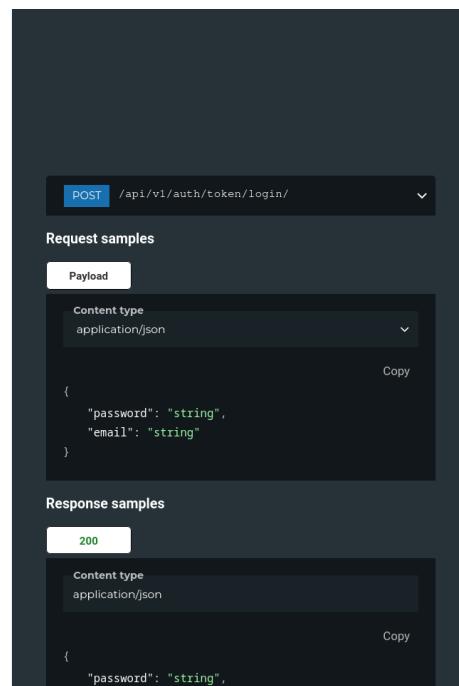 POST /api/v1/auth/token/login/
Request samples
Payload
Content type
application/json
Copy
{
"password": "string",
"email": "string"
}
Response samples
200
Content type
application/json
Copy
{
"password": "string",